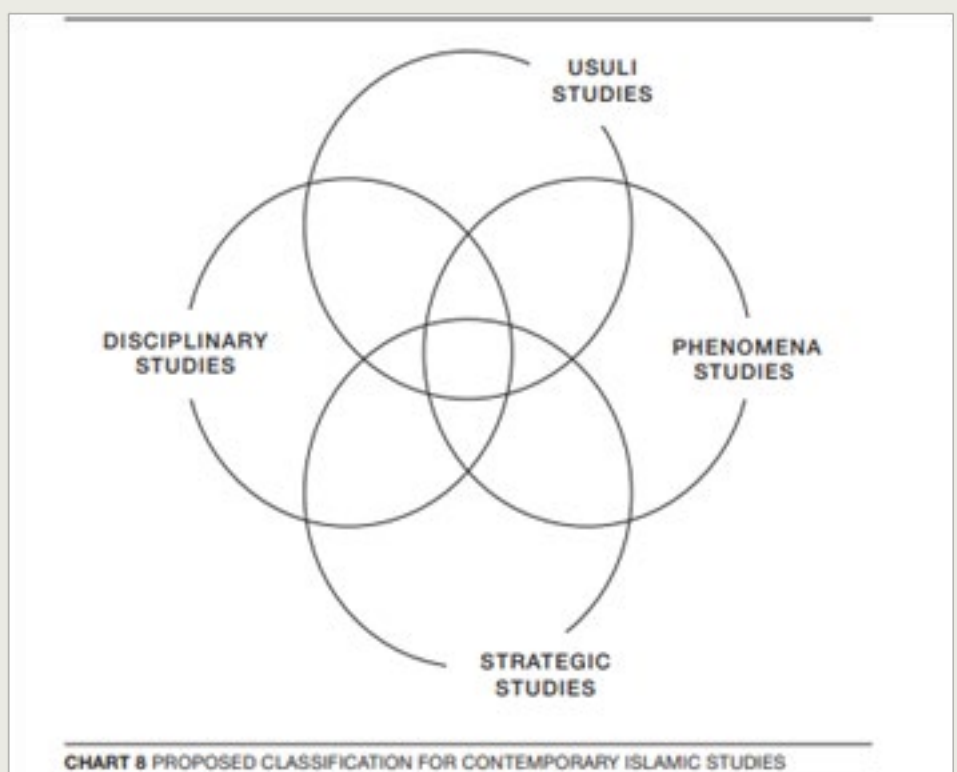 USULI
STUDIES
DISCIPLINARY
STUDIES
PHENOMENA
STUDIES
STRATEGIC
STUDIES
CHART 8 PROPOSED CLASSIFICATION FOR CONTEMPORARY ISLAMIC STUDIES